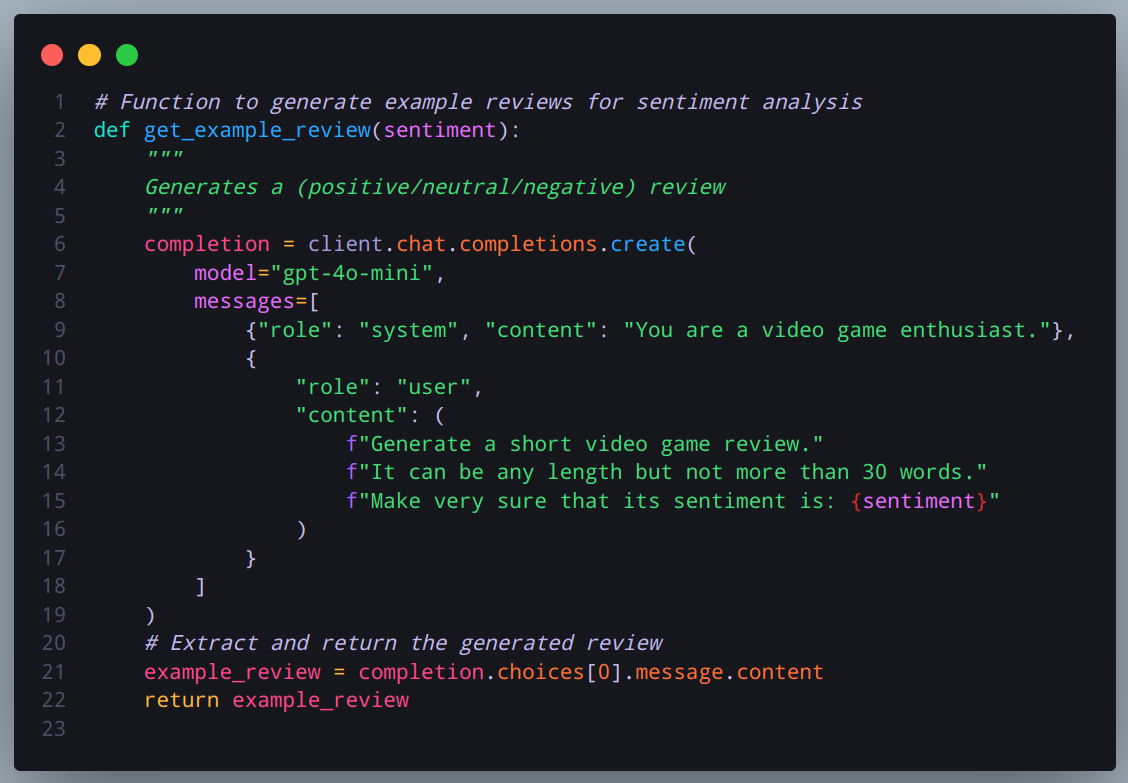 1 # Function to generate example reviews for sentiment analysis
2 def get_example_review(sentiment):
3     """
4     Generates a (positive/neutral/negative) review
5     """
6     completion = client.chat.completions.create(
7         model="gpt-4o-mini",
8         messages=[
9             {"role": "system", "content": "You are a video game enthusiast."},
10             {
11                 "role": "user",
12                 "content": (
13                     f"Generate a short video game review."
14                     f"It can be any length but not more than 30 words."
15                     f"Make very sure that its sentiment is: {sentiment}"
16                 )
17             }
18         ]
19     )
20     # Extract and return the generated review
21     example_review = completion.choices[0].message.content
22     return example_review
23